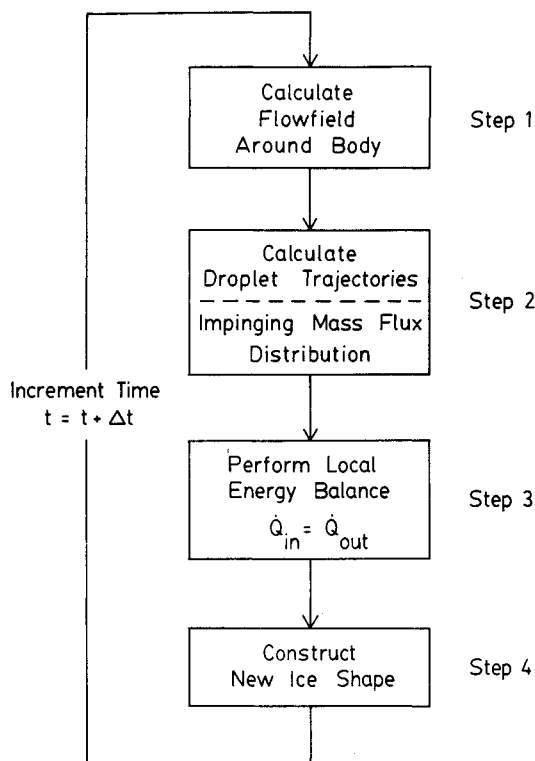 Calculate
Flowfield
Around Body
Step 1
Calculate
Droplet Trajectories
Impinging Mass Flux
Distribution
Step 2
Increment Time
t = t + Δt
Perform Local
Energy Balance
Q̇in = Q̇out
Step 3
Construct
New Ice Shape
Step 4